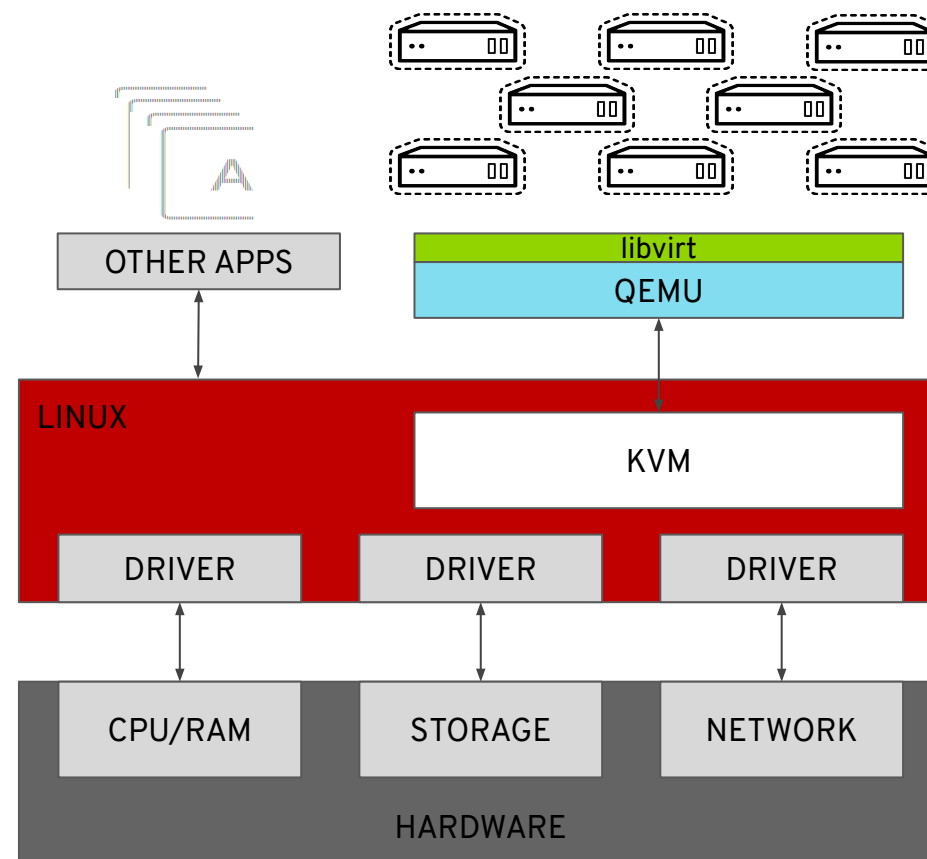 A
OTHER APPS
libvirt
QEMU
LINUX
KVM
DRIVER
DRIVER
DRIVER
CPU/RAM
STORAGE
NETWORK
HARDWARE